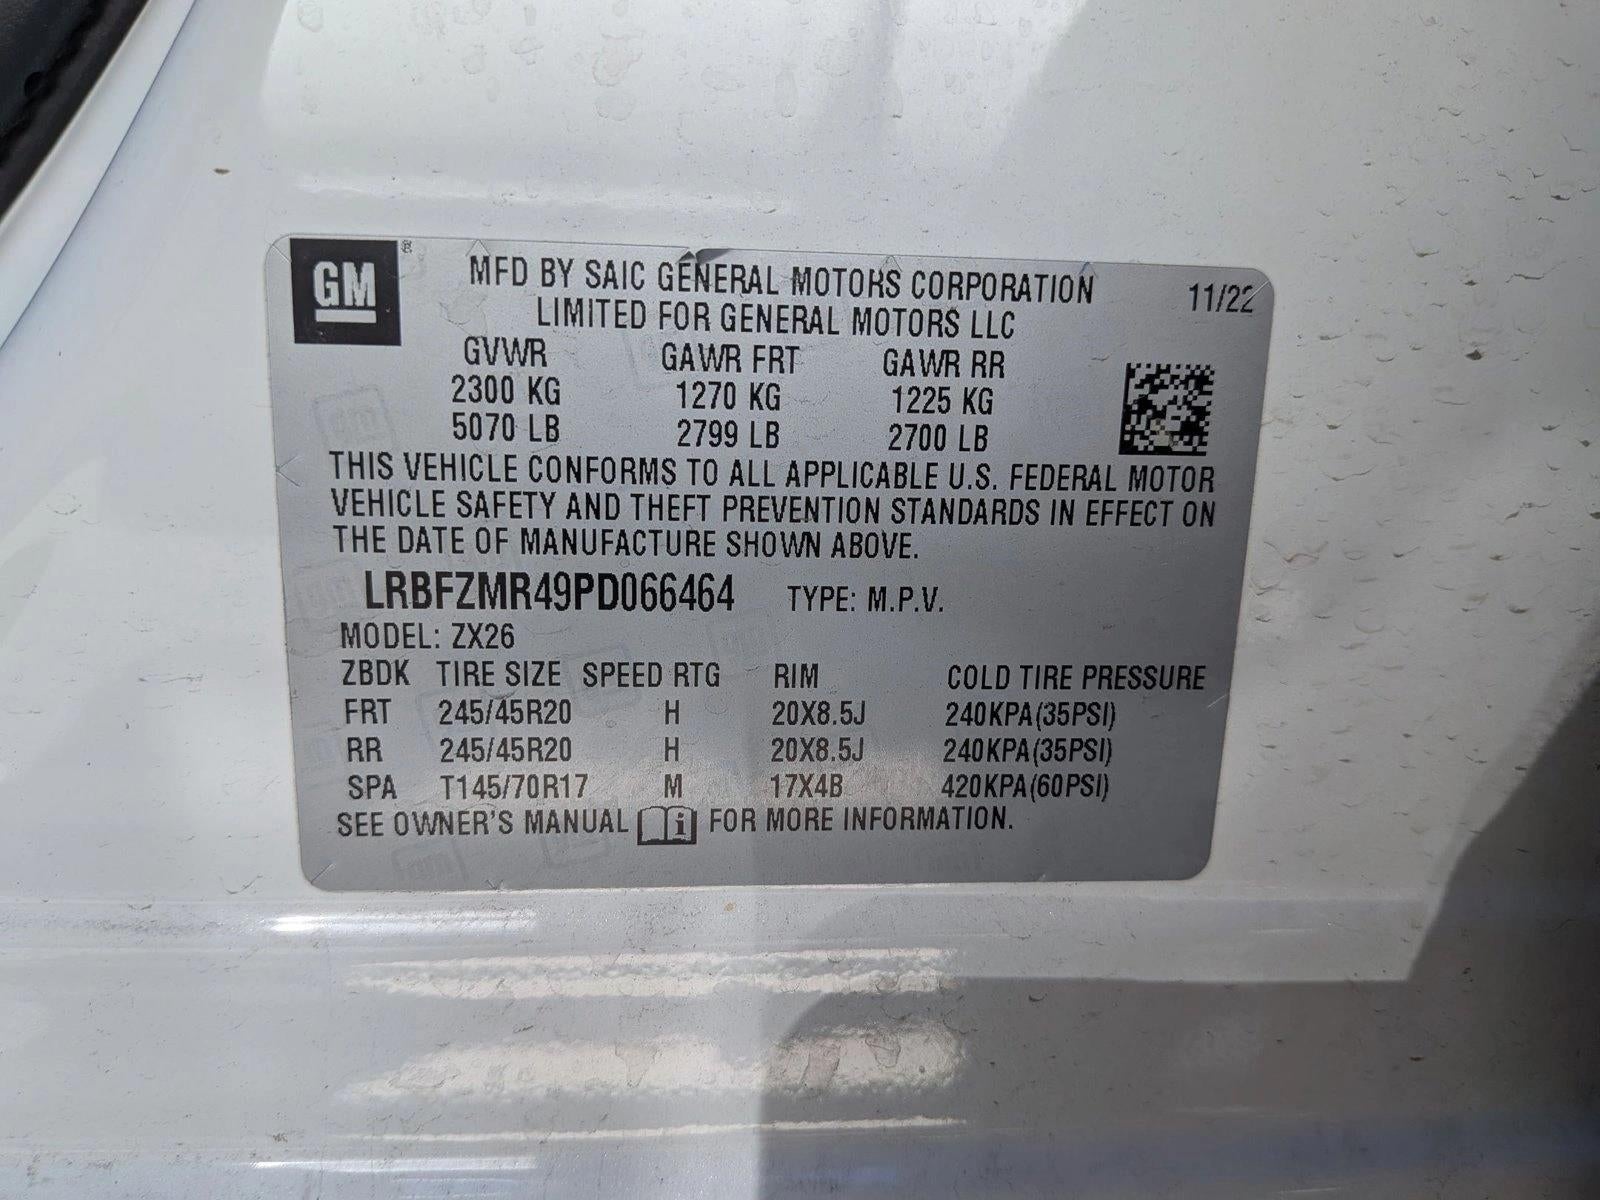 GM ®
MFD BY SAIC GENERAL MOTORS CORPORATION 11/22
LIMITED FOR GENERAL MOTORS LLC
GVWR GAWR FRT GAWR RR
2300 KG 1270 KG 1225 KG
5070 LB 2799 LB 2700 LB
THIS VEHICLE CONFORMS TO ALL APPLICABLE U.S. FEDERAL MOTOR
VEHICLE SAFETY AND THEFT PREVENTION STANDARDS IN EFFECT ON
THE DATE OF MANUFACTURE SHOWN ABOVE.
LRBFZMR49PD066464 TYPE: M.P.V.
MODEL: ZX26
ZBDK TIRE SIZE SPEED RTG RIM COLD TIRE PRESSURE
FRT 245/45R20 H 20X8.5J 240KPA(35PSI)
RR 245/45R20 H 20X8.5J 240KPA(35PSI)
SPA T145/70R17 M 17X4B 420KPA(60PSI)
SEE OWNER'S MANUAL i FOR MORE INFORMATION.